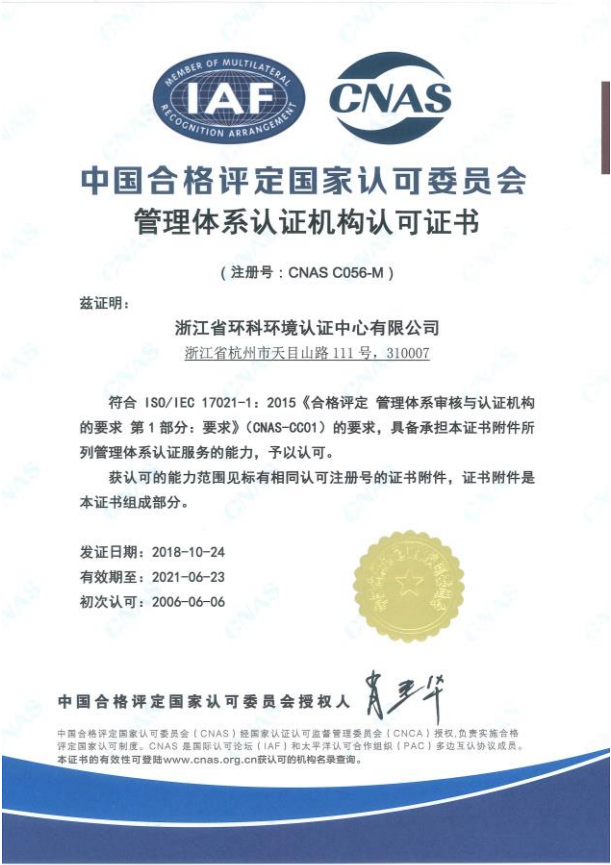 MEMBER OF MULTILATERAL
IAF
RECOGNITION ARRANGEMENT
CNAS
中国合格评定国家认可委员会
管理体系认证机构认可证书
（注册号：CNAS C056-M）
兹证明：
浙江省环科环境认证中心有限公司
浙江省杭州市天目山路 111 号，310007
符合 ISO/IEC 17021-1：2015《合格评定 管理体系审核与认证机构
的要求 第 1 部分：要求》（CNAS-CC01）的要求，具备承担本证书附件所
列管理体系认证服务的能力，予以认可。
获认可的能力范围见标有相同认可注册号的证书附件，证书附件是
本证书组成部分。
发证日期：2018-10-24
有效期至：2021-06-23
初次认可：2006-06-06
中国合格评定国家认可委员会授权人
中国合格评定国家认可委员会（CNAS）经国家认证认可监督管理委员会（CNCA）授权,负责实施合格
评定国家认可制度。CNAS 是国际认可论坛（IAF）和太平洋认可合作组织（PAC）多边互认协议成员。
本证书的有效性可登陆www.cnas.org.cn获认可的机构名录查询。